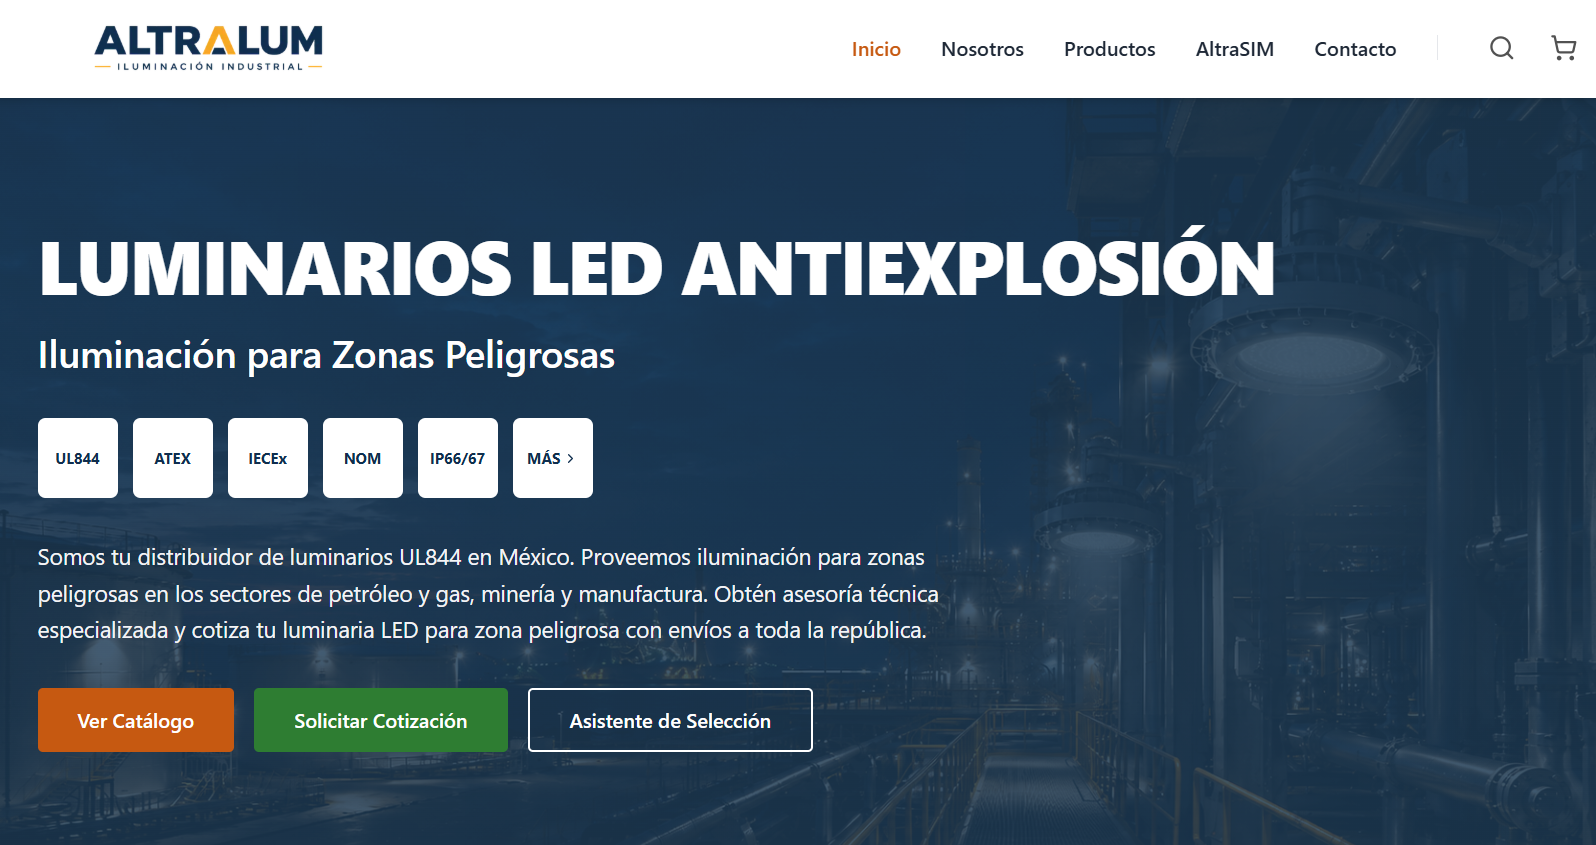 ALTRALUM
ILUMINACIÓN INDUSTRIAL
Inicio
Nosotros
Productos
AltraSIM
Contacto
LUMINARIOS LED ANTIEXPLOSIÓN
Iluminación para Zonas Peligrosas
UL844
ATEX
IECEx
NOM
IP66/67
MÁS >
Somos tu distribuidor de luminarios UL844 en México. Proveemos iluminación para zonas
peligrosas en los sectores de petróleo y gas, minería y manufactura. Obtén asesoría técnica
especializada y cotiza tu luminaria LED para zona peligrosa con envíos a toda la república.
Ver Catálogo
Solicitar Cotización
Asistente de Selección